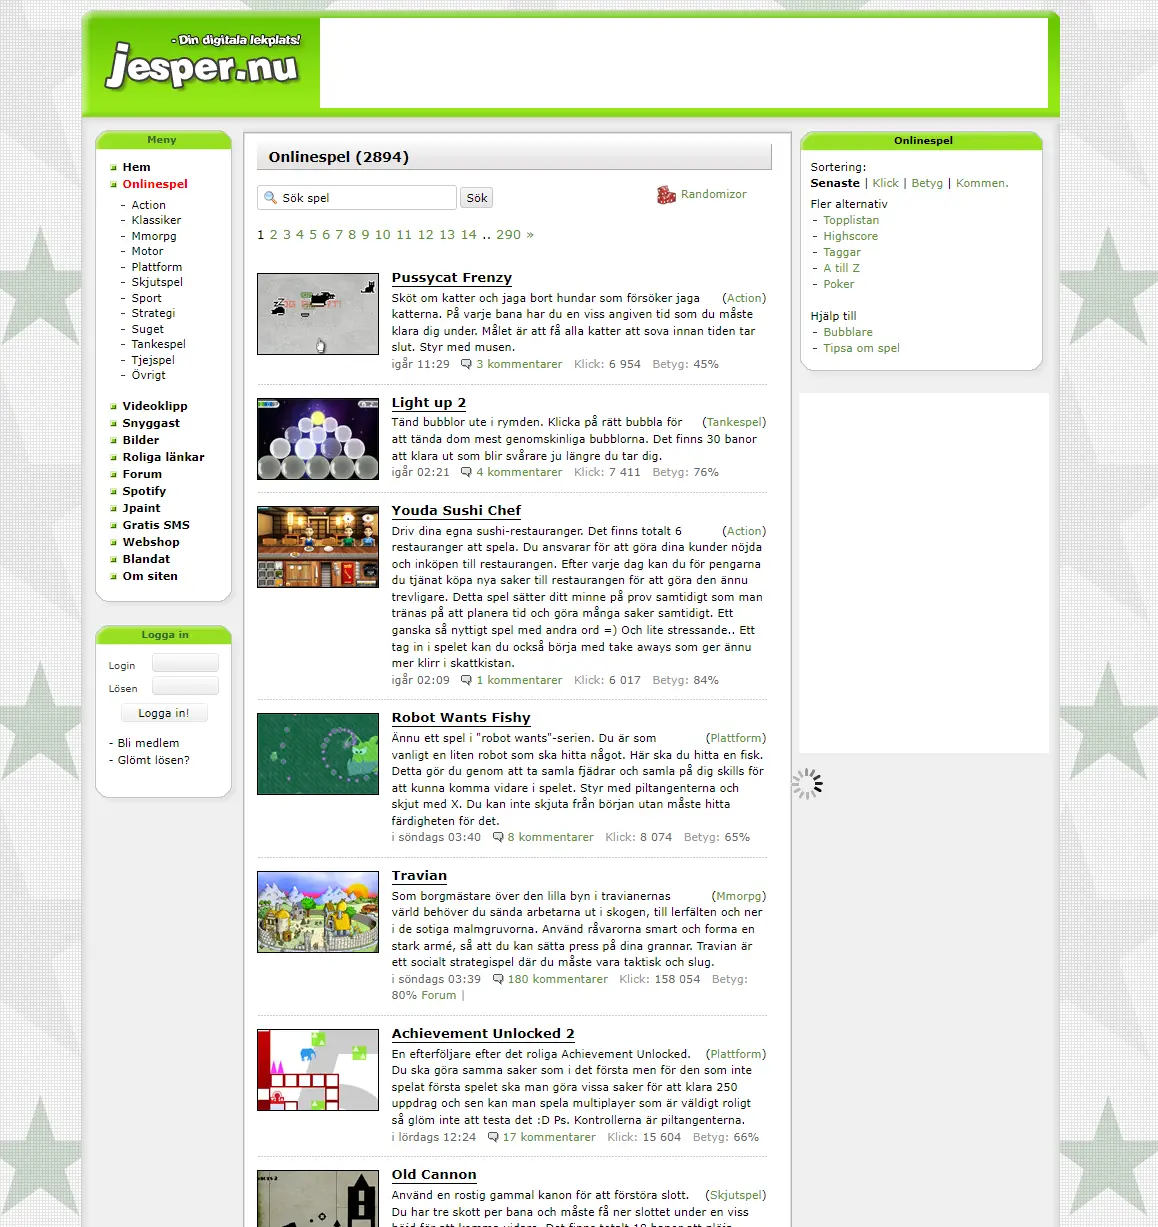 - Din digitala lekplats!
jesper.nu
Meny
Hem
Onlinespel
- Action
- Klassiker
- Mmorpg
- Motor
- Plattform
- Skjutspel
- Sport
- Strategi
- Suget
- Tankespel
- Tjejspel
- Övrigt
Videoklipp
Snyggast
Bilder
Roliga länkar
Forum
Spotify
Jpaint
Gratis SMS
Webshop
Blandat
Om siten
Logga in
Login
Lösen
Logga in!
- Bli medlem
- Glömt lösen?
Onlinespel (2894)
Sök spel
Sök
Randomizor
1 2 3 4 5 6 7 8 9 10 11 12 13 14 .. 290 »
Pussycat Frenzy
Sköt om katter och jaga bort hundar som försöker jaga (Action)
katterna. På varje bana har du en viss angiven tid som du måste
klara dig under. Målet är att få alla katter att sova innan tiden tar
slut. Styr med musen.
igår 11:29 3 kommentarer Klick: 6 954 Betyg: 45%
Light up 2
Tänd bubblor ute i rymden. Klicka på rätt bubbla för (Tankespel)
att tända dom mest genomskinliga bubblorna. Det finns 30 banor
att klara ut som blir svårare ju längre du tar dig.
igår 02:21 4 kommentarer Klick: 7 411 Betyg: 76%
Youda Sushi Chef
Driv dina egna sushi-restauranger. Det finns totalt 6 (Action)
restauranger att spela. Du ansvarar för att göra dina kunder nöjda
och inköpen till restaurangen. Efter varje dag kan du för pengarna
du tjänat köpa nya saker till restaurangen för att göra den ännu
trevligare. Detta spel sätter ditt minne på prov samtidigt som man
tränas på att planera tid och göra många saker samtidigt. Ett
ganska så nyttigt spel med andra ord =) Och lite stressande.. Ett
tag in i spelet kan du också börja med take aways som ger ännu
mer klirr i skattkistan.
igår 02:09 1 kommentarer Klick: 6 017 Betyg: 84%
Robot Wants Fishy
Ännu ett spel i "robot wants"-serien. Du är som (Plattform)
vanligt en liten robot som ska hitta något. Här ska du hitta en fisk.
Detta gör du genom att ta samla fjädrar och samla på dig skills för
att kunna komma vidare i spelet. Styr med piltangenterna och
skjut med X. Du kan inte skjuta från början utan måste hitta
färdigheten för det.
i söndags 03:40 8 kommentarer Klick: 8 074 Betyg: 65%
Travian
Som borgmästare över den lilla byn i travianernas (Mmorpg)
värld behöver du sända arbetarna ut i skogen, till lerfälten och ner
i de sotiga malmgruvorna. Använd råvarorna smart och forma en
stark armé, så att du kan sätta press på dina grannar. Travian är
ett socialt strategispel där du måste vara taktisk och slug.
i söndags 03:39 180 kommentarer Klick: 158 054 Betyg:
80% Forum |
Achievement Unlocked 2
En efterföljare efter det roliga Achievement Unlocked. (Plattform)
Du ska göra samma saker som i det första men för den som inte
spelat första spelet ska man göra vissa saker för att klara 250
uppdrag och sen kan man spela multiplayer som är väldigt roligt
så glöm inte att testa det :D Ps. Kontrollerna är piltangenterna.
i lördags 12:24 17 kommentarer Klick: 15 604 Betyg: 66%
Old Cannon
Använd en rostig gammal kanon för att förstöra slott. (Skjutspel)
Du har tre skott per bana och måste få ner slottet under en viss
Onlinespel
Sortering:
Senaste | Klick | Betyg | Kommen.
Fler alternativ
- Topplistan
- Highscore
- Taggar
- A till Z
- Poker
Hjälp till
- Bubblare
- Tipsa om spel